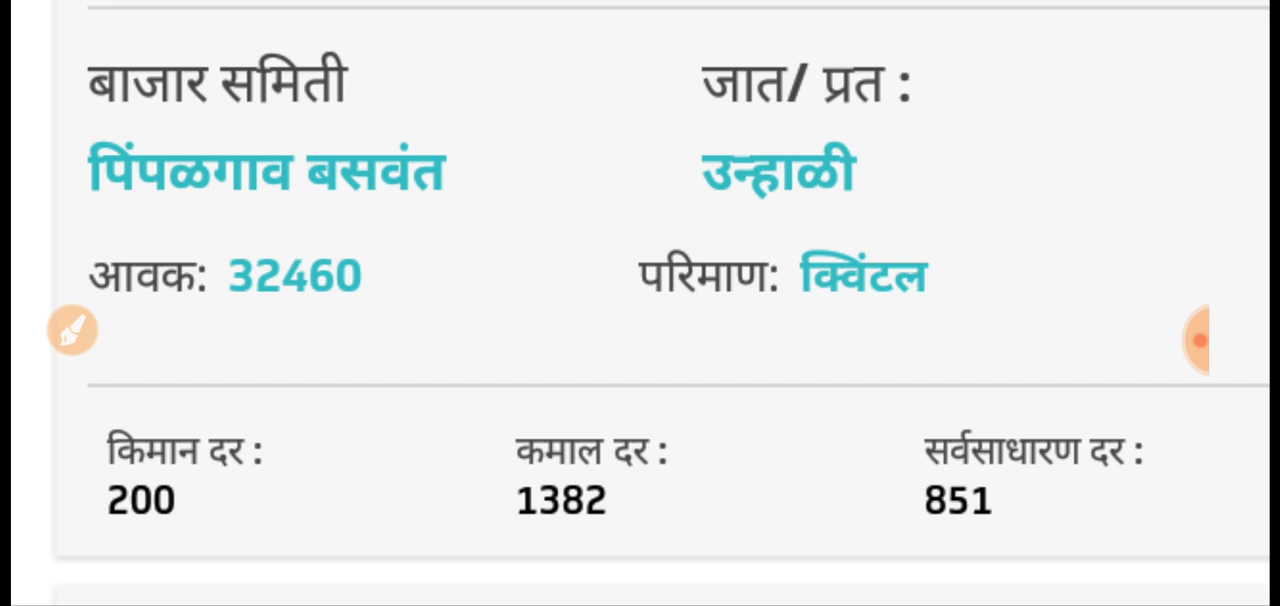 बाजार समिती जात/ प्रत :
पिंपळगाव बसवंत उन्हाळी
आवक: 32460 परिमाण: क्विंटल
किमान दर : कमाल दर : सर्वसाधारण दर :
200 1382 851